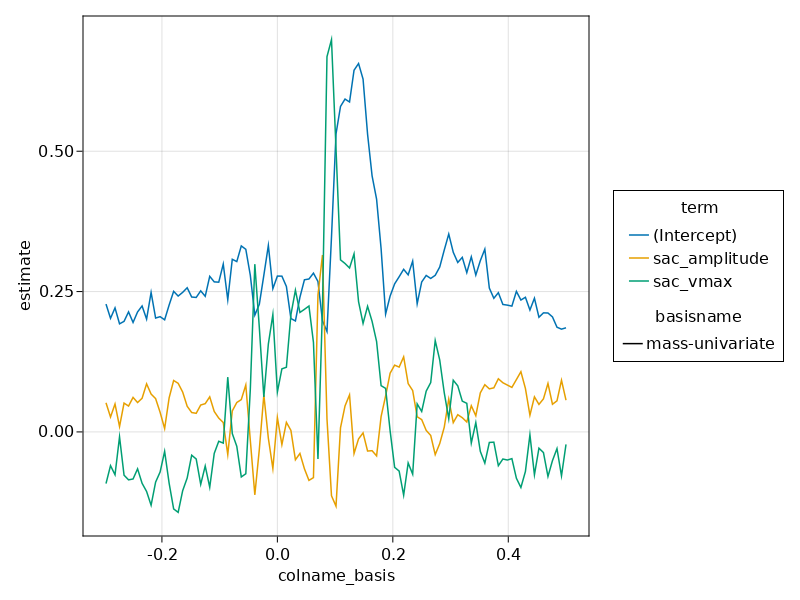 0.50
0.25
0.00
estimate
-0.2
0.0
0.2
0.4
colname_basis
term
(Intercept)
sac_amplitude
sac_vmax
basisname
mass-univariate